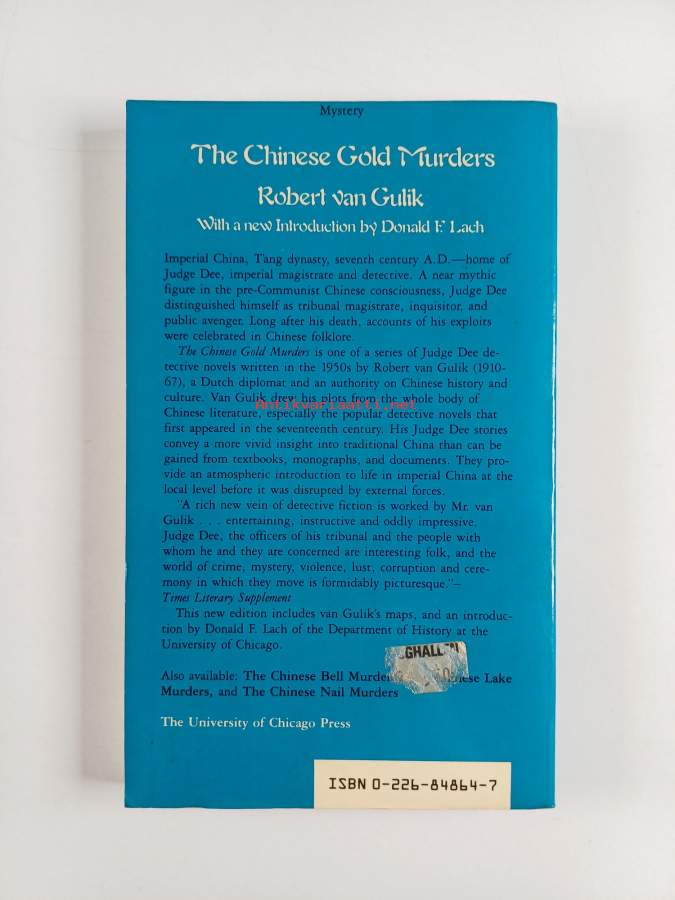 Mystery
The Chinese Gold Murders
Robert van Gulik
With a new Introduction by Donald F. Lach
Imperial China, T'ang dynasty, seventh century A.D.—home of
Judge Dee, imperial magistrate and detective. A near mythic
figure in the pre-Communist Chinese consciousness, Judge Dee
distinguished himself as tribunal magistrate, inquisitor, and
public avenger. Long after his death, accounts of his exploits
were celebrated in Chinese folklore.
The Chinese Gold Murders is one of a series of Judge Dee de-
tective novels written in the 1950s by Robert van Gulik (1910-
67), a Dutch diplomat and an authority on Chinese history and
culture. Van Gulik drew his plots from the whole body of
Antikvariaatti.net
Chinese literature, especially the popular detective novels that
first appeared in the seventeenth century. His Judge Dee stories
convey a more vivid insight into traditional China than can be
gained from textbooks, monographs, and documents. They pro-
vide an atmospheric introduction to life in imperial China at the
local level before it was disrupted by external forces.
"A rich new vein of detective fiction is worked by Mr. van
Gulik . . . entertaining, instructive and oddly impressive.
Judge Dee, the officers of his tribunal and the people with
whom he and they are concerned are interesting folk, and the
world of crime, mystery, violence, lust, corruption and cere-
mony in which they move is formidably picturesque."–
Times Literary Supplement
This new edition includes van Gulik's maps, and an introduc-
tion by Donald F. Lach of the Department of History at the
University of Chicago.
Also available: The Chinese Bell Lake
Murders, and The Chinese Nail Murders
The University of Chicago Press
ISBN 0-226-84864-7